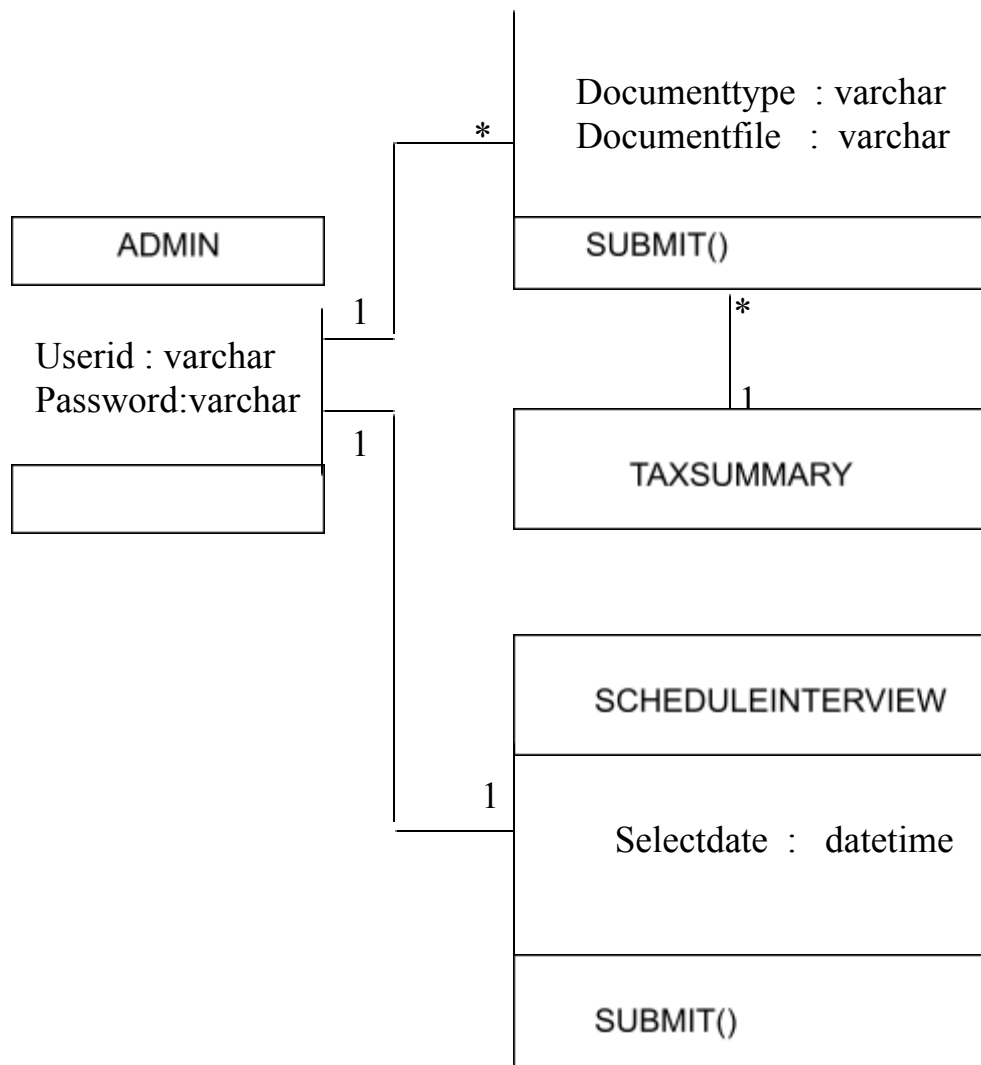 Documenttype : varchar
Documentfile : varchar
*
ADMIN
SUBMIT()
1
*
Userid : varchar
Password:varchar
1
1
TAXSUMMARY
SCHEDULEINTERVIEW
1
Selectdate : datetime
SUBMIT()